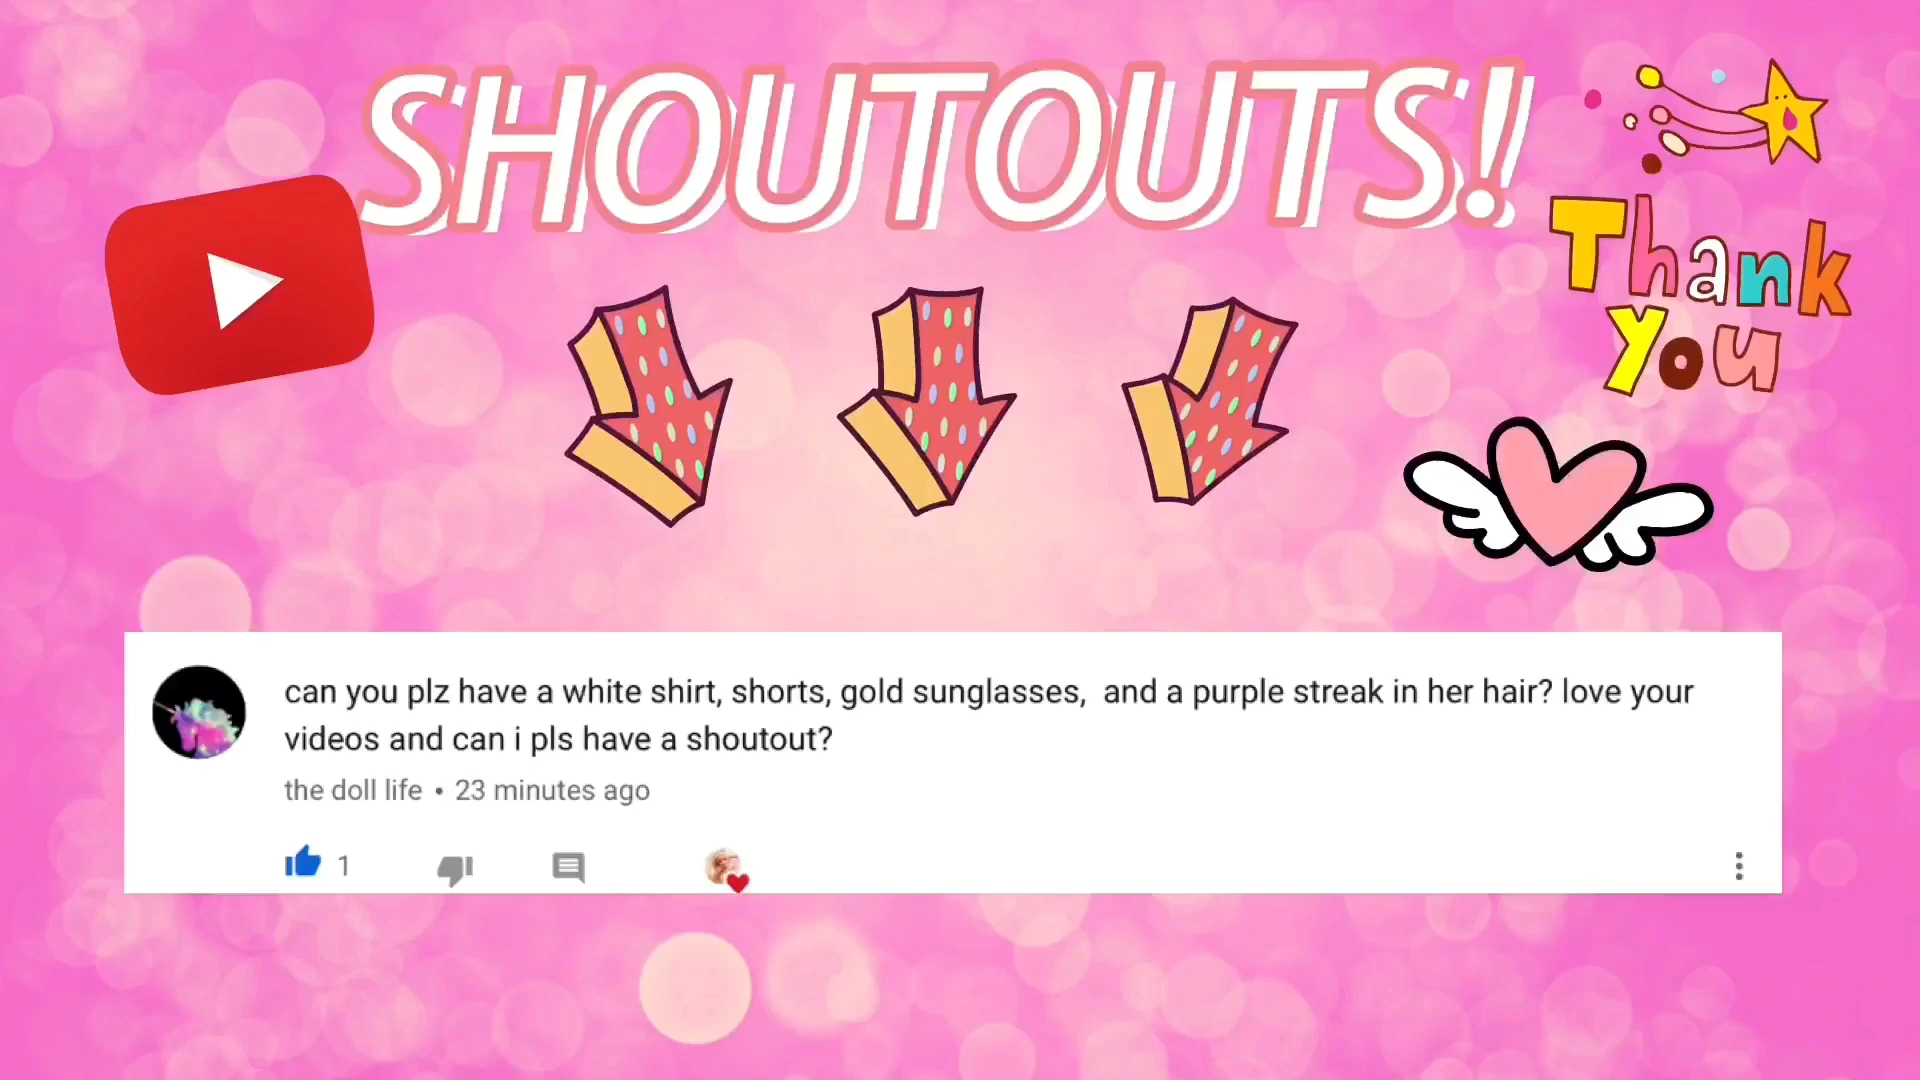 SHOUTOUTS!
Thank
you
can you plz have a white shirt, shorts, gold sunglasses,  and a purple streak in her hair? love your
videos and can i pls have a shoutout?
the doll life • 23 minutes ago
1